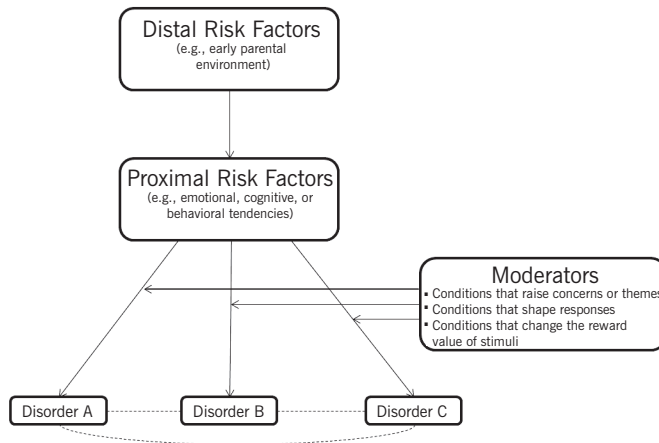 Distal Risk Factors
(e.g., early parental
environment)
Proximal Risk Factors
(e.g., emotional, cognitive, or
behavioral tendencies)
Moderators
▪ Conditions that raise concerns or themes
▪ Conditions that shape responses
▪ Conditions that change the reward
value of stimuli
Disorder A
Disorder B
Disorder C